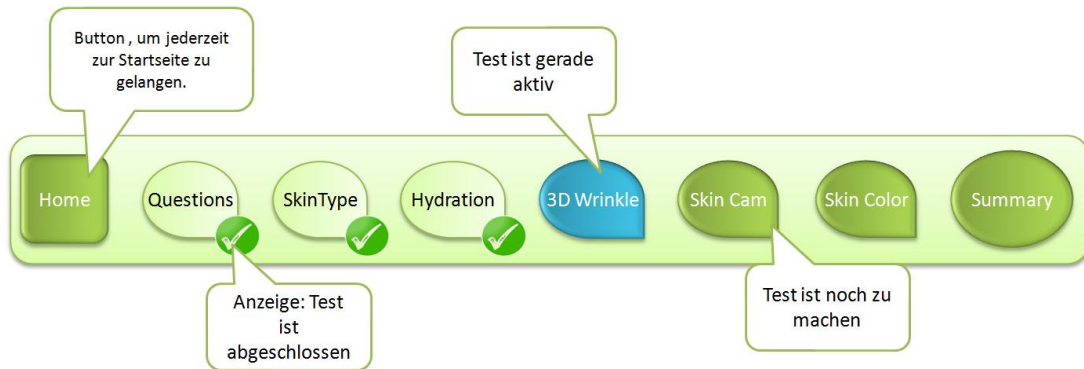 Button , um jederzeit
zur Startseite zu
gelangen.
Test ist gerade
aktiv
Home
Questions
SkinType
Hydration
3D Wrinkle
Skin Cam
Skin Color
Summary
Anzeige: Test
ist
abgeschlossen
Test ist noch zu
machen